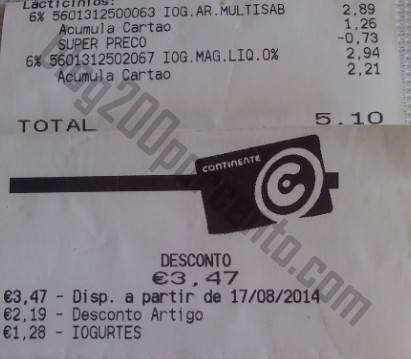 Lacticinios:
6% 5601312500063 IOG.AR.MULTISAB 2,89
Acumula Cartao 1,26
SUPER PRECO -0,73
6% 5601312502067 IOG.MAG.LIQ.0% 2,94
Acumula Cartao 2,21
TOTAL 5.10
CONTINENTE
DESCONTO
€3,47
€3,47 - Disp. a partir de 17/08/2014
€2,19 - Desconto Artigo
€1,28 - IOGURTES
blog200porcento.com